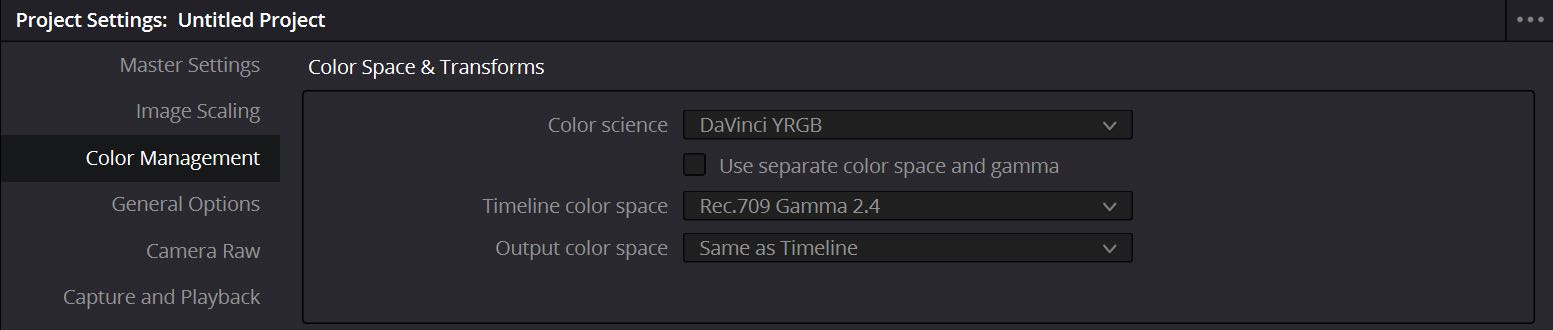 Project Settings: Untitled Project
Master Settings
Image Scaling
Color Management
General Options
Camera Raw
Capture and Playback
Color Space & Transforms
Color science DaVinci YRGB
Use separate color space and gamma
Timeline color space Rec.709 Gamma 2.4
Output color space Same as Timeline